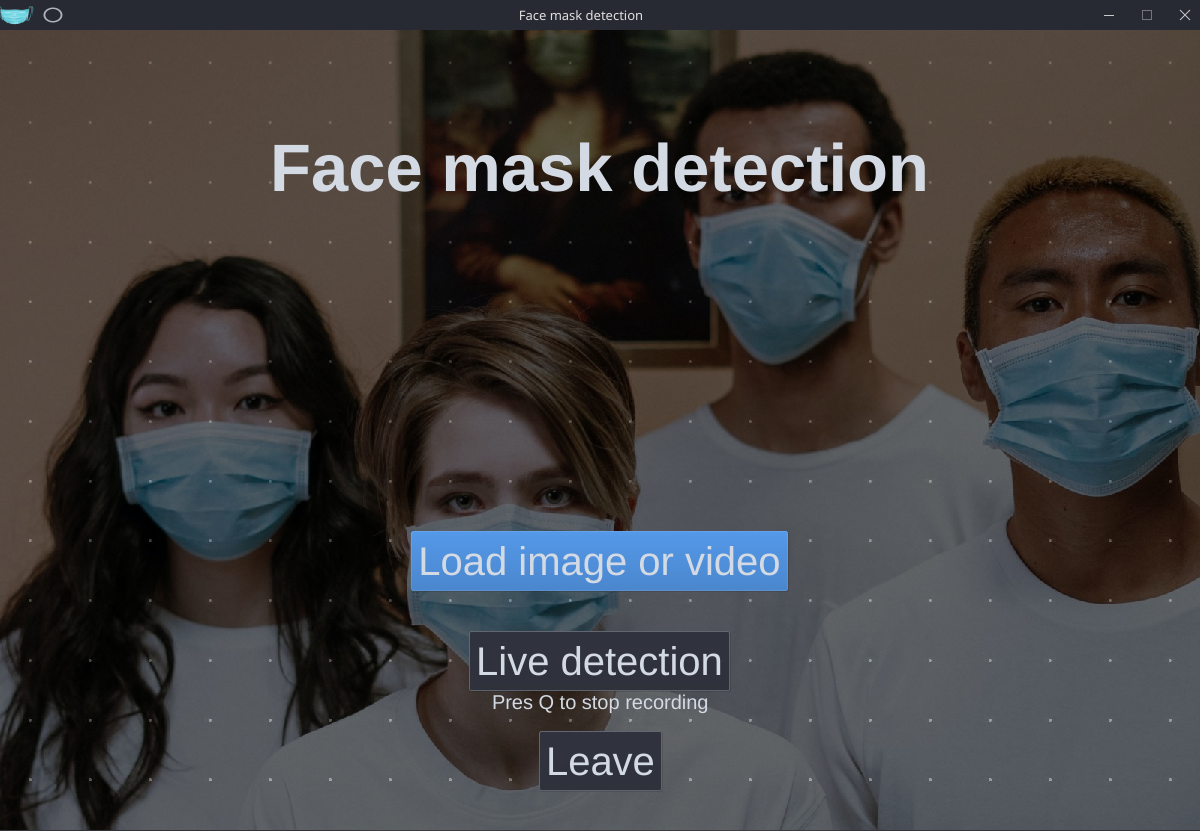 Face mask detection
Face mask detection
Load image or video
Live detection
Pres Q to stop recording
Leave